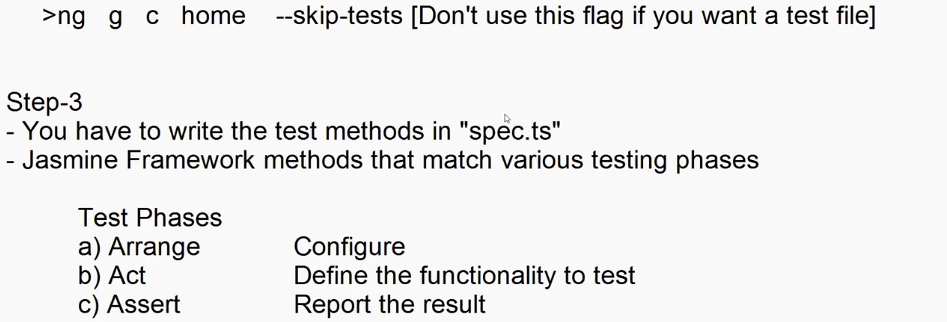 >ng g c home --skip-tests [Don't use this flag if you want a test file]
Step-3
- You have to write the test methods in "spec.ts"
- Jasmine Framework methods that match various testing phases
Test Phases
a) Arrange Configure
b) Act Define the functionality to test
c) Assert Report the result